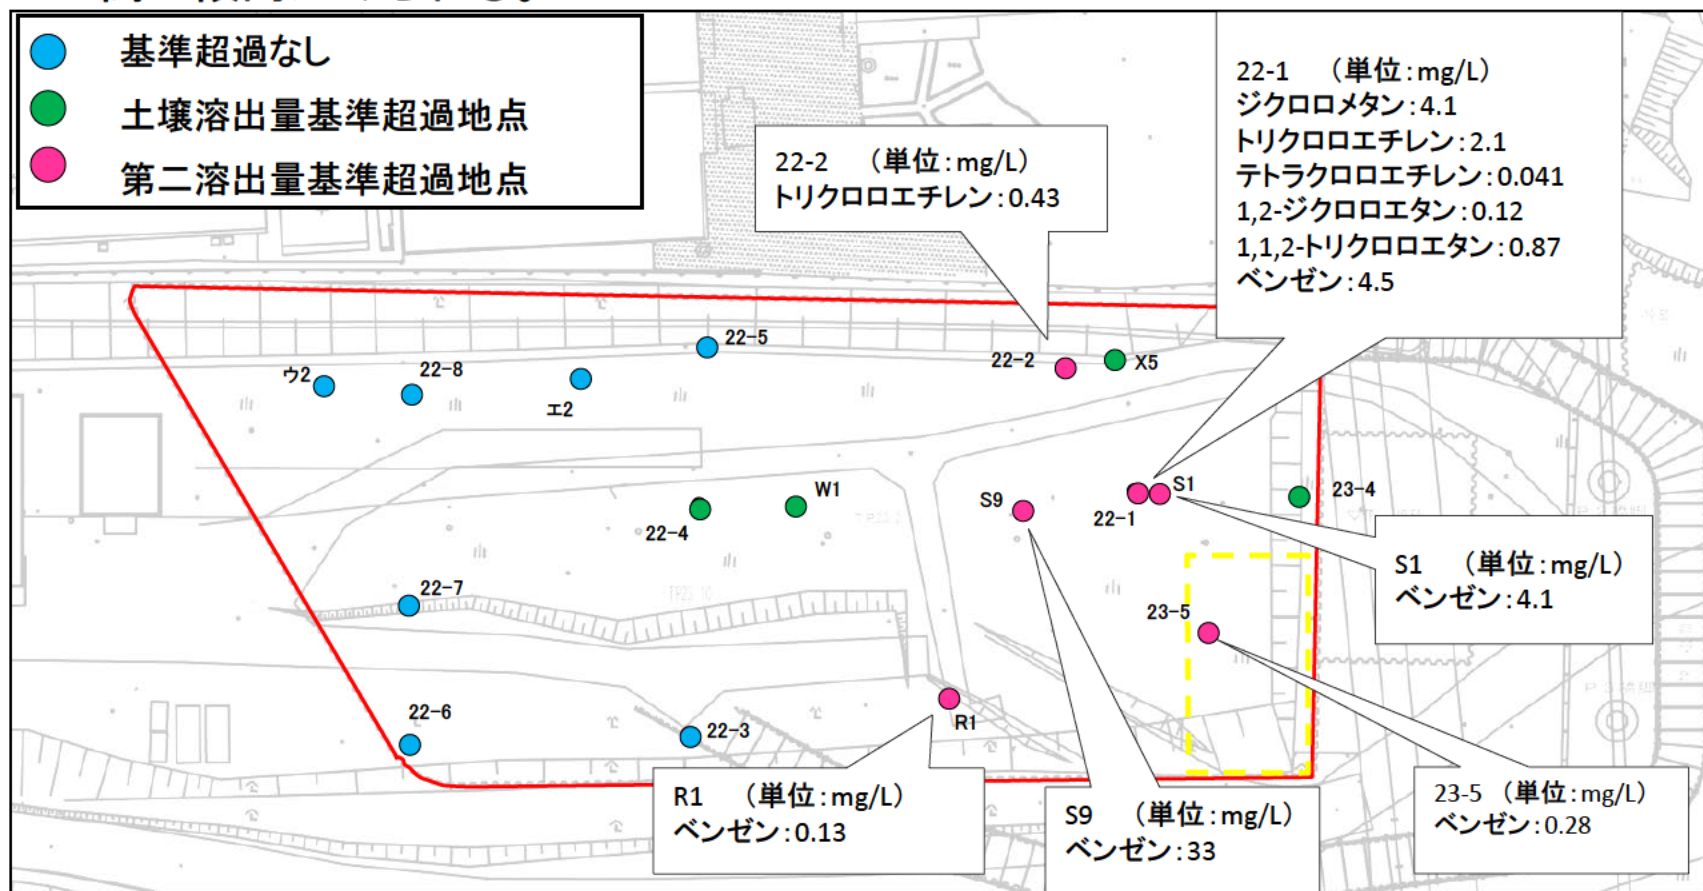 基準超過なし
土壌溶出量基準超過地点
第二溶出量基準超過地点
22-1 （単位:mg/L）
ジクロロメタン:4.1
トリクロロエチレン:2.1
テトラクロロエチレン:0.041
1,2-ジクロロエタン:0.12
1,1,2-トリクロロエタン:0.87
ベンゼン:4.5
22-2 （単位:mg/L）
トリクロロエチレン:0.43
22-5
22-2
X5
ウ2
22-8
エ2
W1
22-4
S9
22-1
S1
23-4
S1 （単位:mg/L）
ベンゼン:4.1
22-7
23-5
22-6
22-3
R1
R1 （単位:mg/L）
ベンゼン:0.13
S9 （単位:mg/L）
ベンゼン:33
23-5 （単位:mg/L）
ベンゼン:0.28